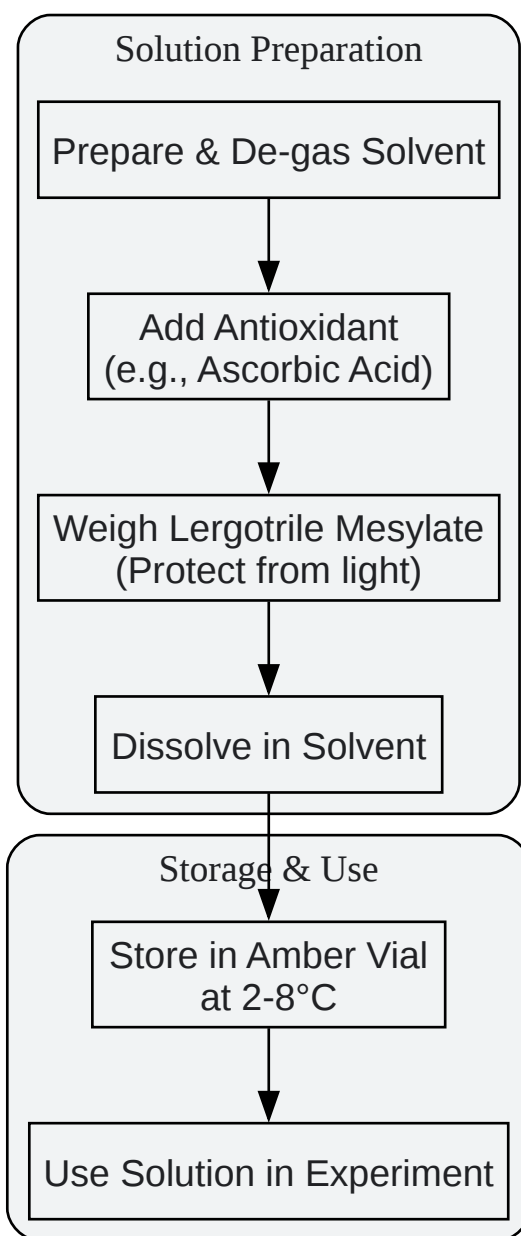 Solution Preparation
Prepare & De-gas Solvent
Add Antioxidant
(e.g., Ascorbic Acid)
Weigh Lergotrile Mesylate
(Protect from light)
Dissolve in Solvent
Storage & Use
Store in Amber Vial
at 2-8°C
Use Solution in Experiment